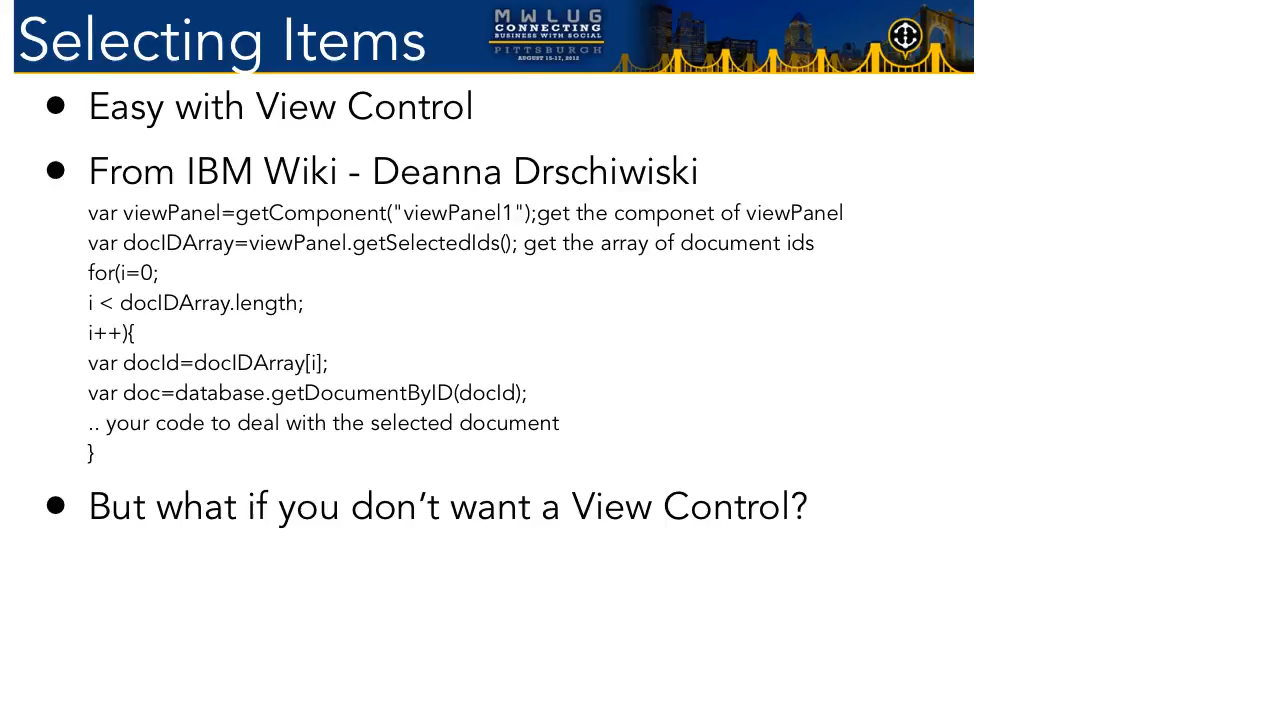 Selecting Items
MWLUG
CONNECTING
BUSINESS WITH SOCIAL
PITTSBURGH
AUGUST 15-17, 2012
• Easy with View Control
• From IBM Wiki - Deanna Drschiwiski
var viewPanel=getComponent("viewPanel1");get the componet of viewPanel
var docIDArray=viewPanel.getSelectedIds(); get the array of document ids
for(i=0;
i < docIDArray.length;
i++){
var docId=docIDArray[i];
var doc=database.getDocumentByID(docId);
.. your code to deal with the selected document
}
• But what if you don’t want a View Control?